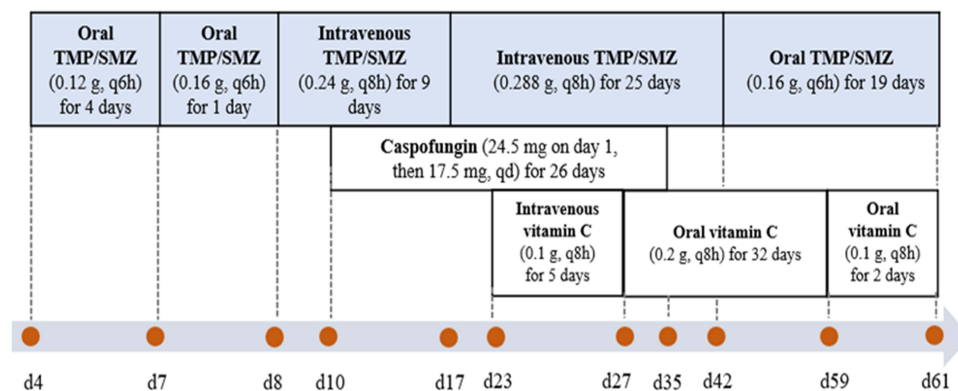 Oral
TMP/SMZ
(0.12 g, q6h)
for 4 days
Oral
TMP/SMZ
(0.16 g, q6h)
for 1 day
Intravenous
TMP/SMZ
(0.24 g, q8h) for 9
days
Intravenous TMP/SMZ
(0.288 g, q8h) for 25 days
Oral TMP/SMZ
(0.16 g, q6h) for 19 days
Caspofungin (24.5 mg on day 1,
then 17.5 mg, qd) for 26 days
Intravenous
vitamin C
(0.1 g, q8h)
for 5 days
Oral vitamin C
(0.2 g, q8h) for 32 days
Oral
vitamin C
(0.1 g, q8h)
for 2 days
d4 d7 d8 d10 d17 d23 d27 d35 d42 d59 d61